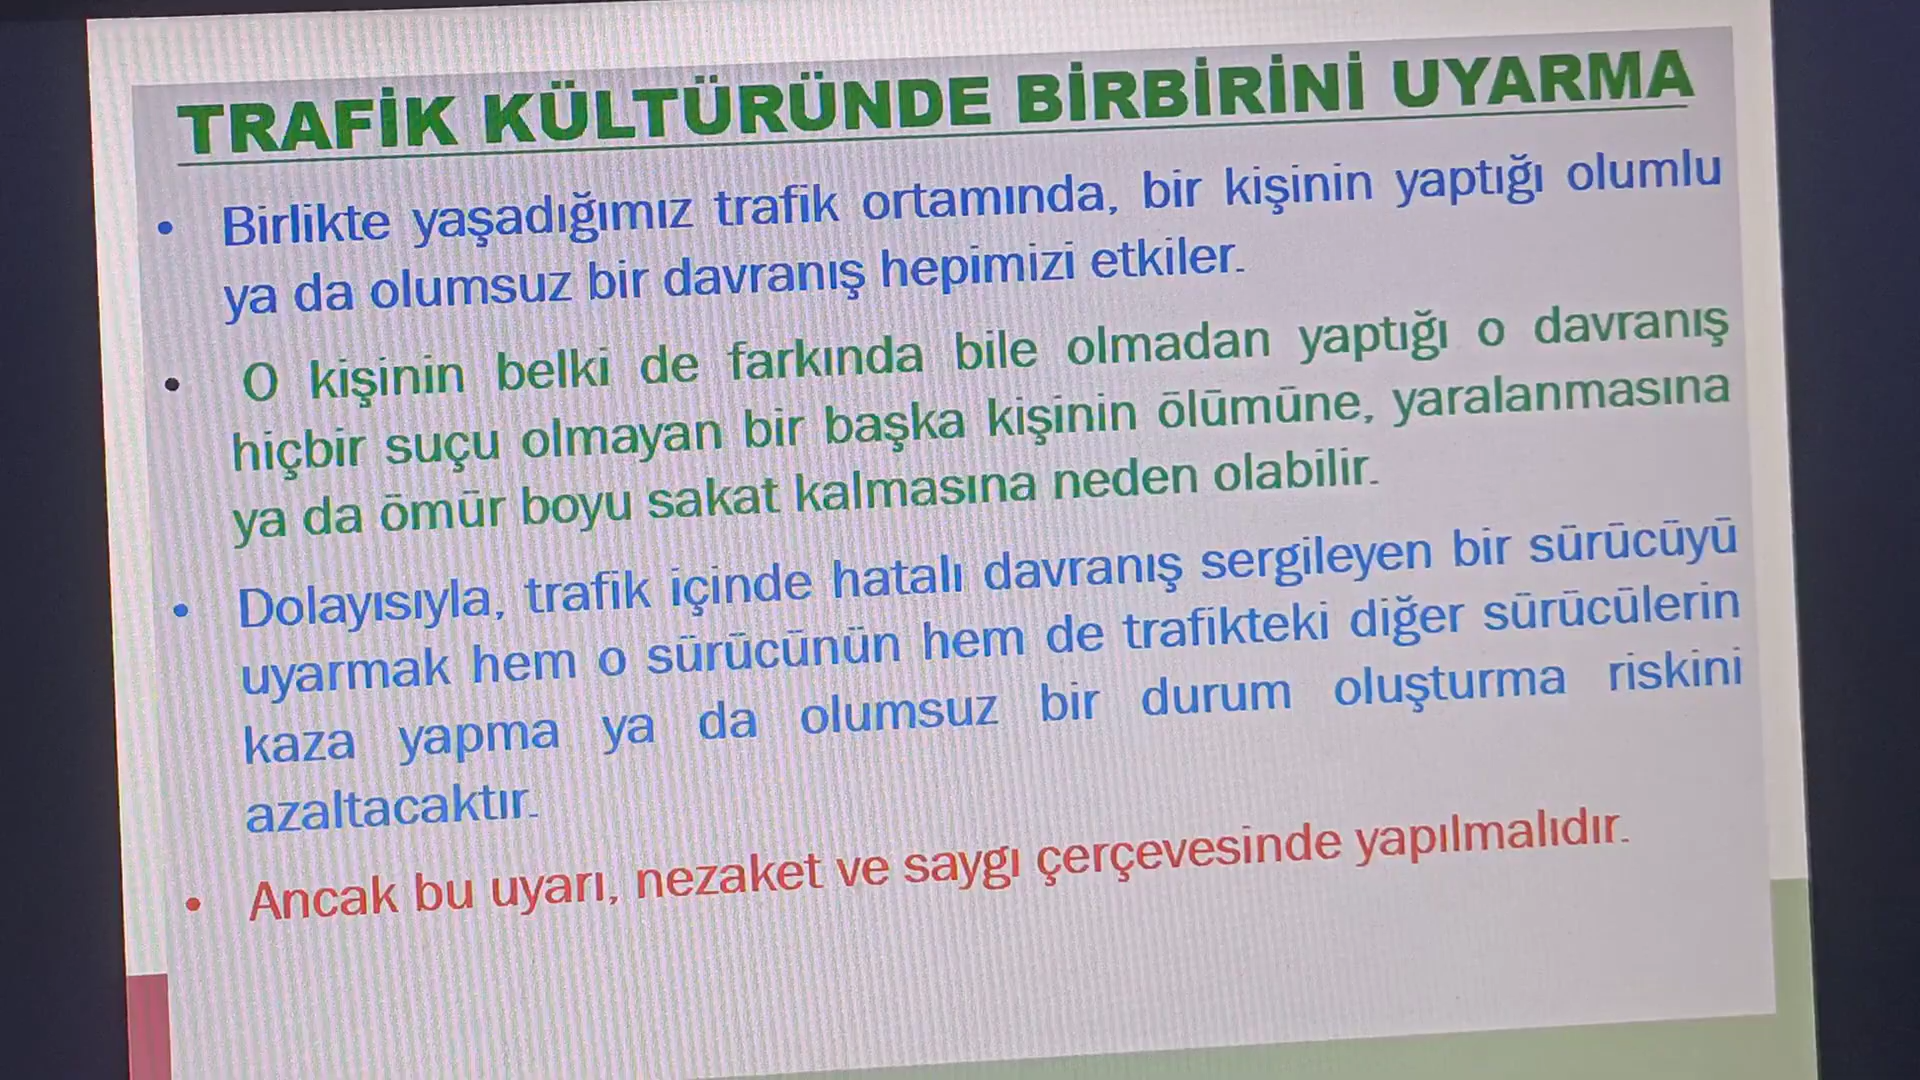 TRAFİK KÜLTÜRÜNDE BİRBİRİNİ UYARMA
• Birlikte yaşadığımız trafik ortamında, bir kişinin yaptığı olumlu
ya da olumsuz bir davranış hepimizi etkiler.
• O kişinin belki de farkında bile olmadan yaptığı o davranış
hiçbir suçu olmayan bir başka kişinin ölümüne, yaralanmasına
ya da ömür boyu sakat kalmasına neden olabilir.
• Dolayısıyla, trafik içinde hatalı davranış sergileyen bir sürücüyü
uyarmak hem o sürücünün hem de trafikteki diğer sürücülerin
kaza yapma ya da olumsuz bir durum oluşturma riskini
azaltacaktır.
• Ancak bu uyarı, nezaket ve saygı çerçevesinde yapılmalıdır.